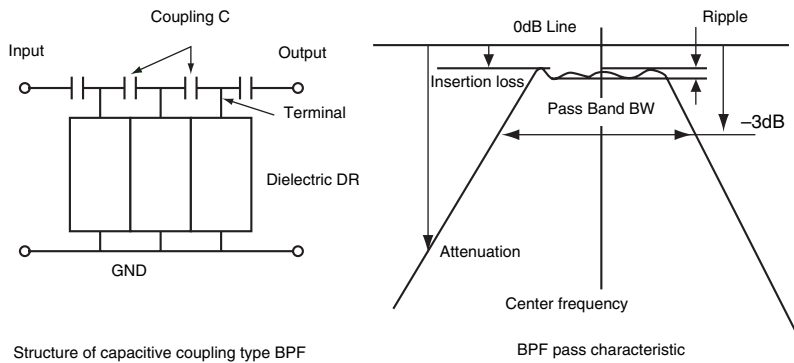 Coupling C
Input
Output
Terminal
Dielectric DR
GND
Structure of capacitive coupling type BPF
0dB Line
Ripple
Insertion loss
Pass Band BW
–3dB
Attenuation
Center frequency
BPF pass characteristic